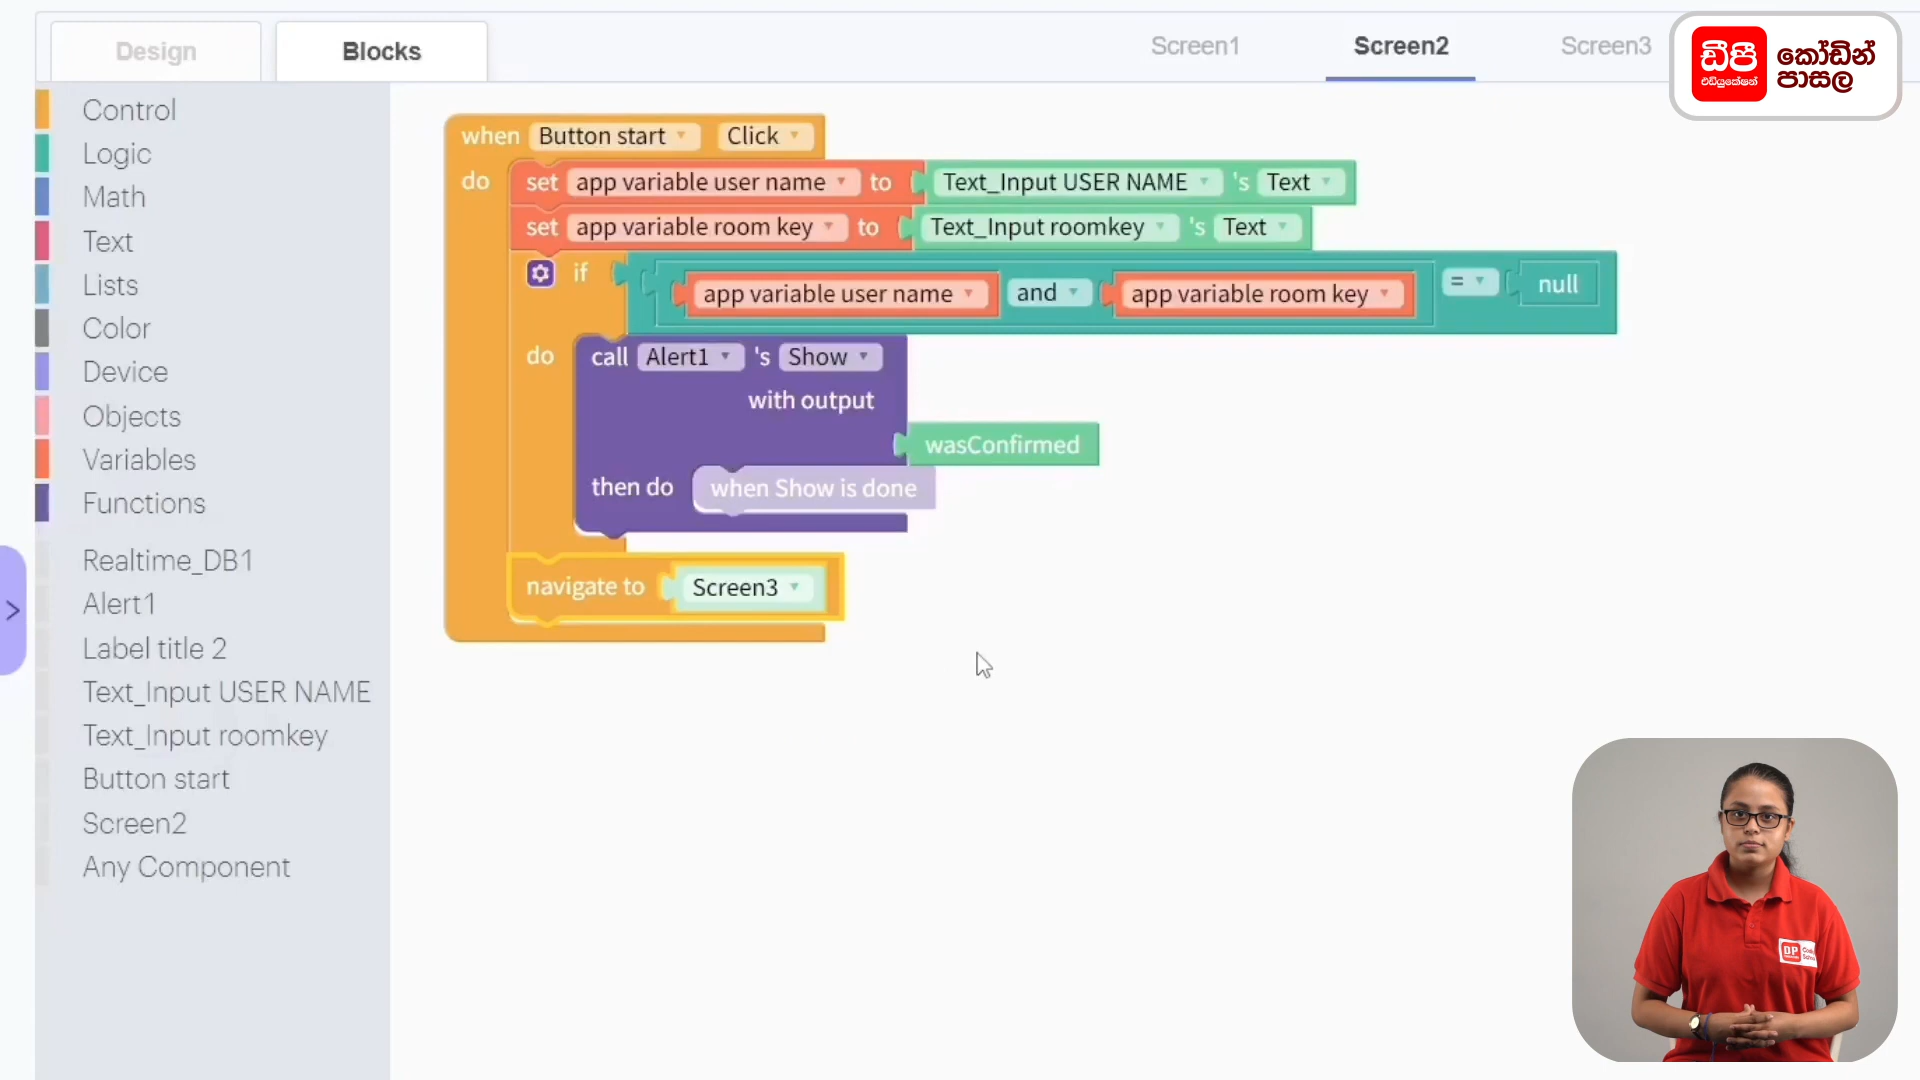 Design
Blocks
Screen1
Screen2
Screen3
ඩීපී
එඩියුකේෂන්
කෝඩින්
පාසල
Control
Logic
Math
Text
Lists
Color
Device
Objects
Variables
Functions
Realtime_DB1
Alert1
Label title 2
Text_Input USER NAME
Text_Input roomkey
Button start
Screen2
Any Component
when Button start Click
do set app variable user name to Text_Input USER NAME 's Text
set app variable room key to Text_Input roomkey 's Text
if app variable user name and app variable room key = null
do call Alert1 's Show
with output
wasConfirmed
then do when Show is done
navigate to Screen3
>
DP